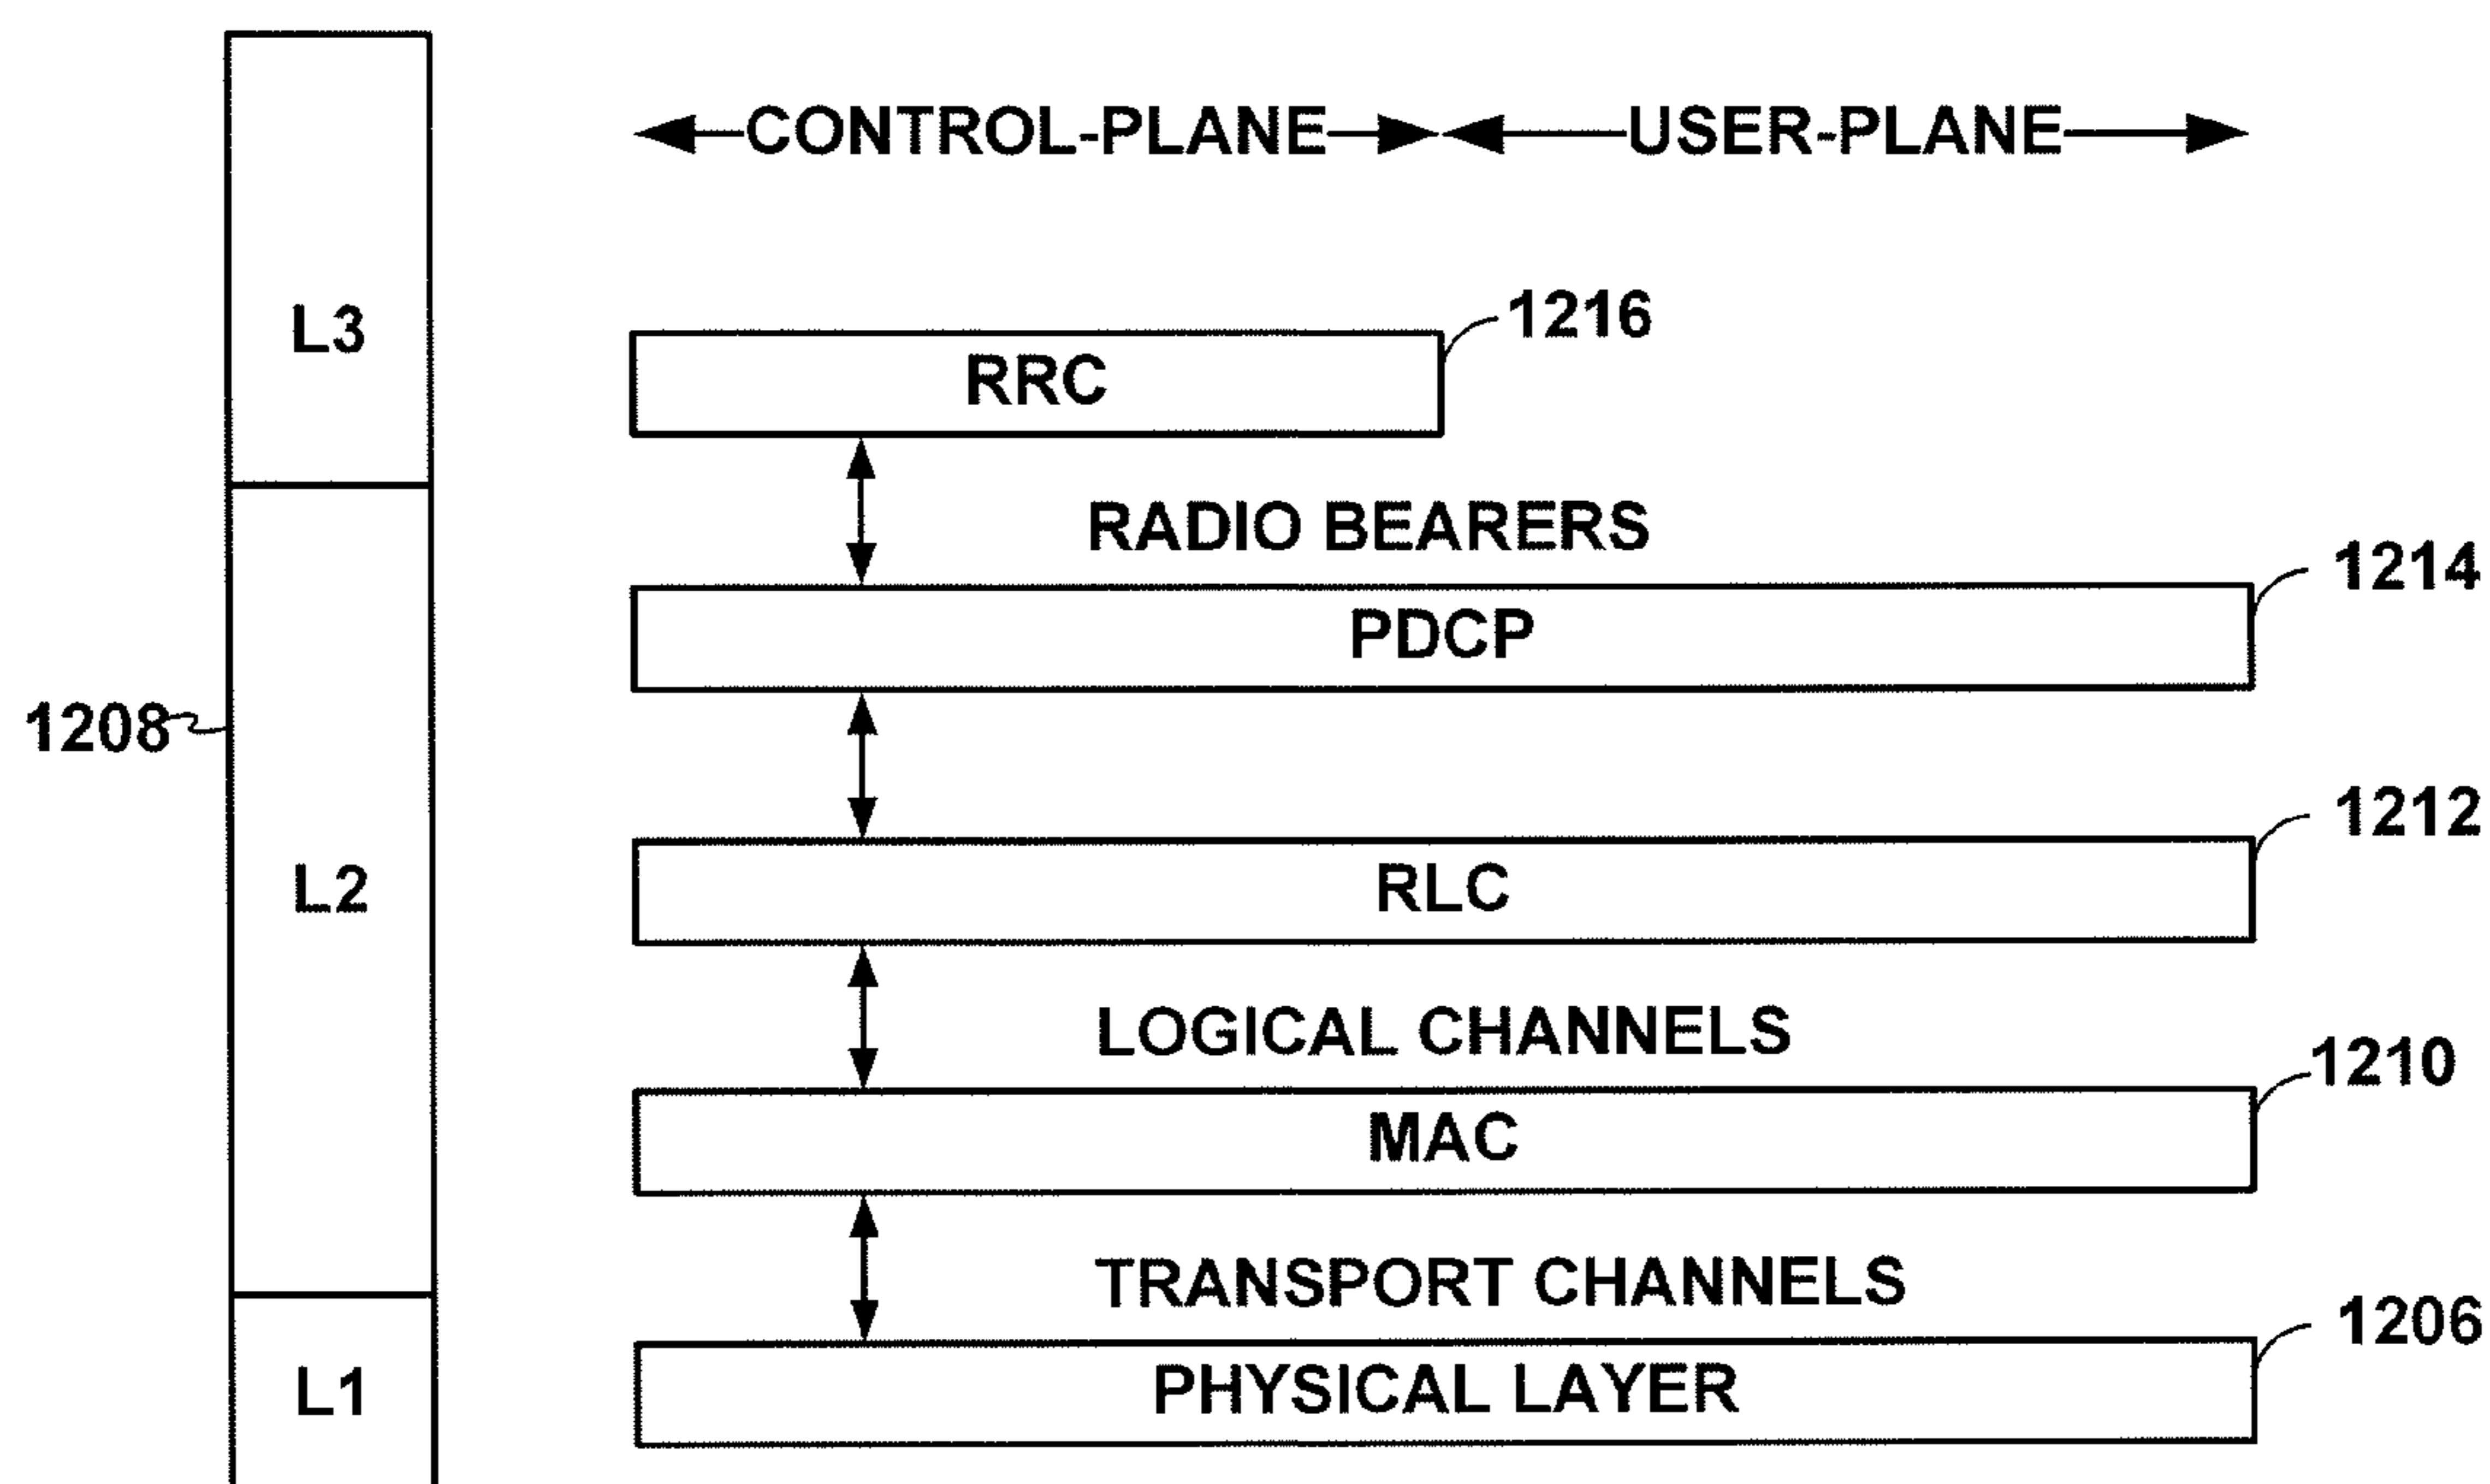 CONTROL-PLANE USER-PLANE
1216
L3
RRC
RADIO BEARERS
1214
PDCP
1208
1212
L2
RLC
LOGICAL CHANNELS
1210
MAC
TRANSPORT CHANNELS
1206
L1
PHYSICAL LAYER